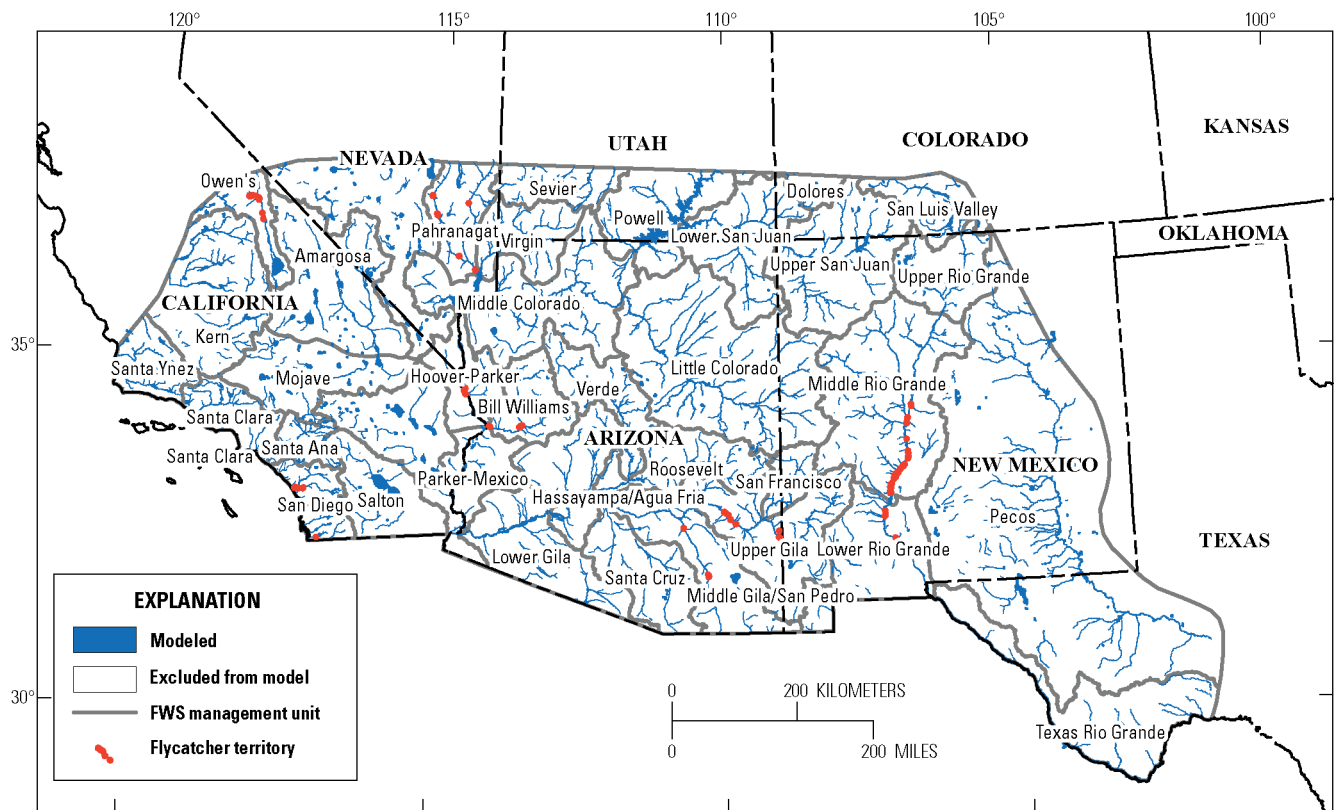 120° 115° 110° 105° 100°
KANSAS
COLORADO
UTAH
NEVADA
Owen's
Sevier
Dolores
San Luis Valley
Powell
Pahranagat
Virgin
Lower San Juan
OKLAHOMA
Amargosa
Upper San Juan
Upper Rio Grande
CALIFORNIA
Middle Colorado
Kern
35°
Santa Ynez
Mojave
Hoover-Parker
Little Colorado
Middle Rio Grande
Verde
Bill Williams
Santa Clara
ARIZONA
Santa Ana
Santa Clara
Roosevelt
NEW MEXICO
Parker-Mexico
San Francisco
Hassayampa/Agua Fria
San Diego
Salton
Pecos
TEXAS
Lower Gila
Upper Gila
Lower Rio Grande
Santa Cruz
Middle Gila/San Pedro
EXPLANATION
Modeled
Excluded from model
FWS management unit
Flycatcher territory
30°
0 200 KILOMETERS
0 200 MILES
Texas Rio Grande